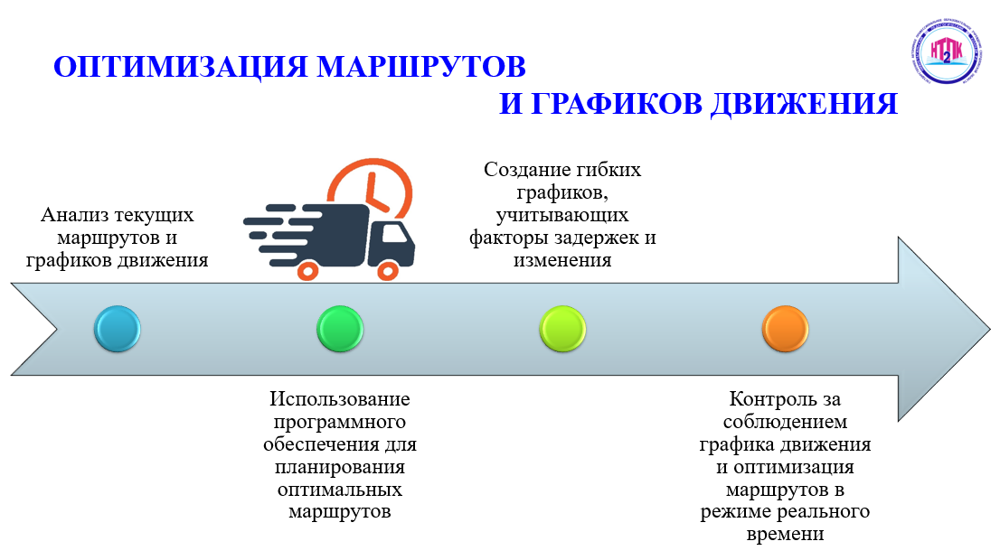 ОПТИМИЗАЦИЯ МАРШРУТОВ
И ГРАФИКОВ ДВИЖЕНИЯ
НТПК
2
Анализ текущих
маршрутов и
графиков движения
Использование
программного
обеспечения для
планирования
оптимальных
маршрутов
Создание гибких
графиков,
учитывающих
факторы задержек и
изменения
Контроль за
соблюдением
графика движения
и оптимизация
маршрутов в
режиме реального
времени